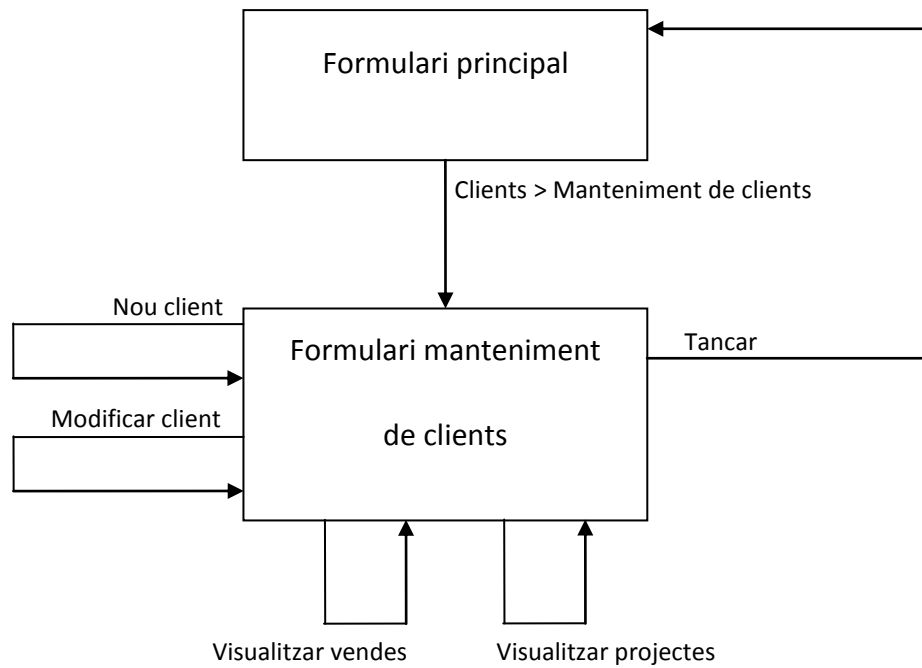 Formulari principal
Clients > Manteniment de clients
Nou client
Formulari manteniment
Tancar
Modificar client
de clients
Visualitzar vendes
Visualitzar projectes